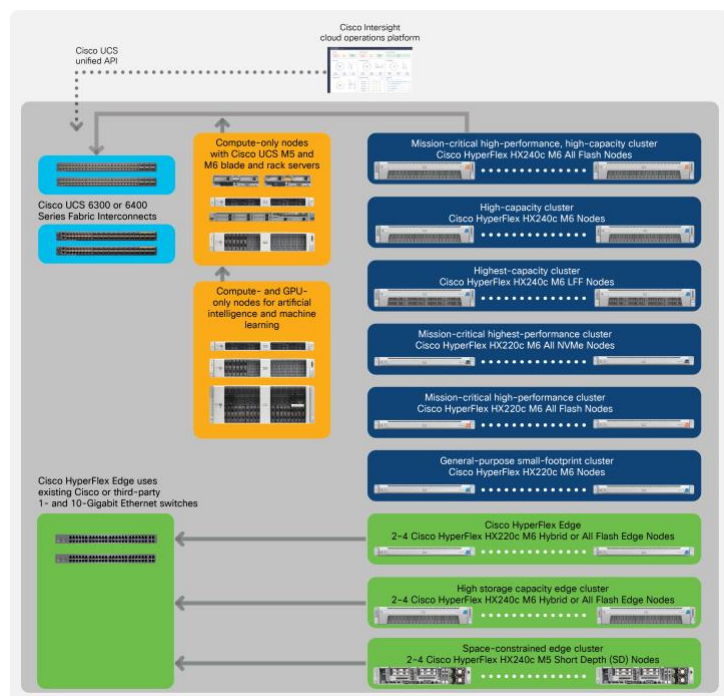 Cisco Intersight
cloud operations platform
Cisco UCS
unified API
Cisco UCS 6300 or 6400
Series Fabric Interconnects
Compute-only nodes
with Cisco UCS M5 and
M6 blade and rack servers
Compute- and GPU-
only nodes for artificial
intelligence and machine
learning
Mission-critical high-performance, high-capacity cluster
Cisco HyperFlex HX240c M6 All Flash Nodes
High-capacity cluster
Cisco HyperFlex HX240c M6 Nodes
Highest-capacity cluster
Cisco HyperFlex HX240c M6 LFF Nodes
Mission-critical highest-performance cluster
Cisco HyperFlex HX220c M6 All NVMe Nodes
Mission-critical high-performance cluster
Cisco HyperFlex HX220c M6 All Flash Nodes
General-purpose small-footprint cluster
Cisco HyperFlex HX220c M6 Nodes
Cisco HyperFlex Edge uses
existing Cisco or third-party
1- and 10-Gigabit Ethernet switches
Cisco HyperFlex Edge
2-4 Cisco HyperFlex HX220c M6 Hybrid or All Flash Edge Nodes
High storage capacity edge cluster
2-4 Cisco HyperFlex HX240c M6 Hybrid or All Flash Edge Nodes
Space-constrained edge cluster
2-4 Cisco HyperFlex HX240c M5 Short Depth (SD) Nodes